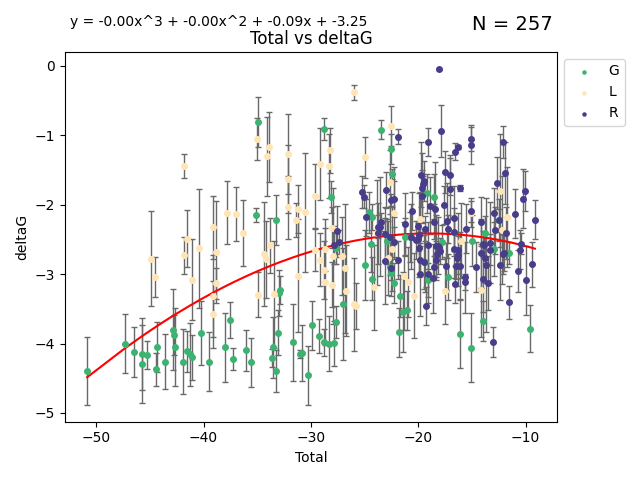 y = -0.00x^3 + -0.00x^2 + -0.09x + -3.25
N = 257
Total vs deltaG
G
L
R
deltaG
0
−1
−2
−3
−4
−5
−50 −40 −30 −20 −10
Total